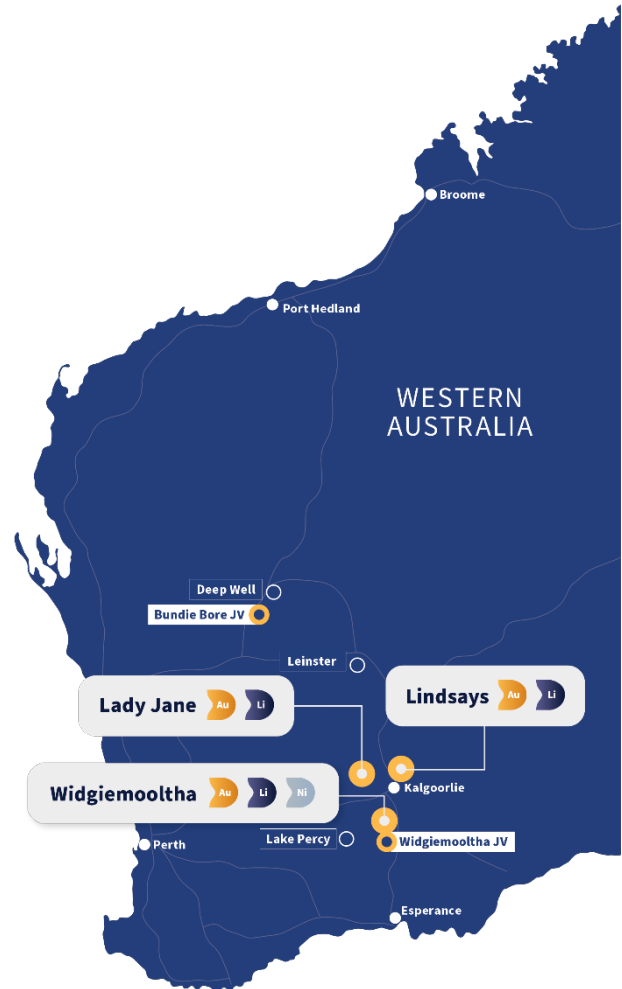 Broome
Port Hedland
WESTERN
AUSTRALIA
Deep Well
Bundie Bore JV
Leinster
Lady Jane Au Li
Lindsays Au Li
Widgiemooltha Au Li Ni
Kalgoorlie
Lake Percy
Widgiemooltha JV
Perth
Esperance